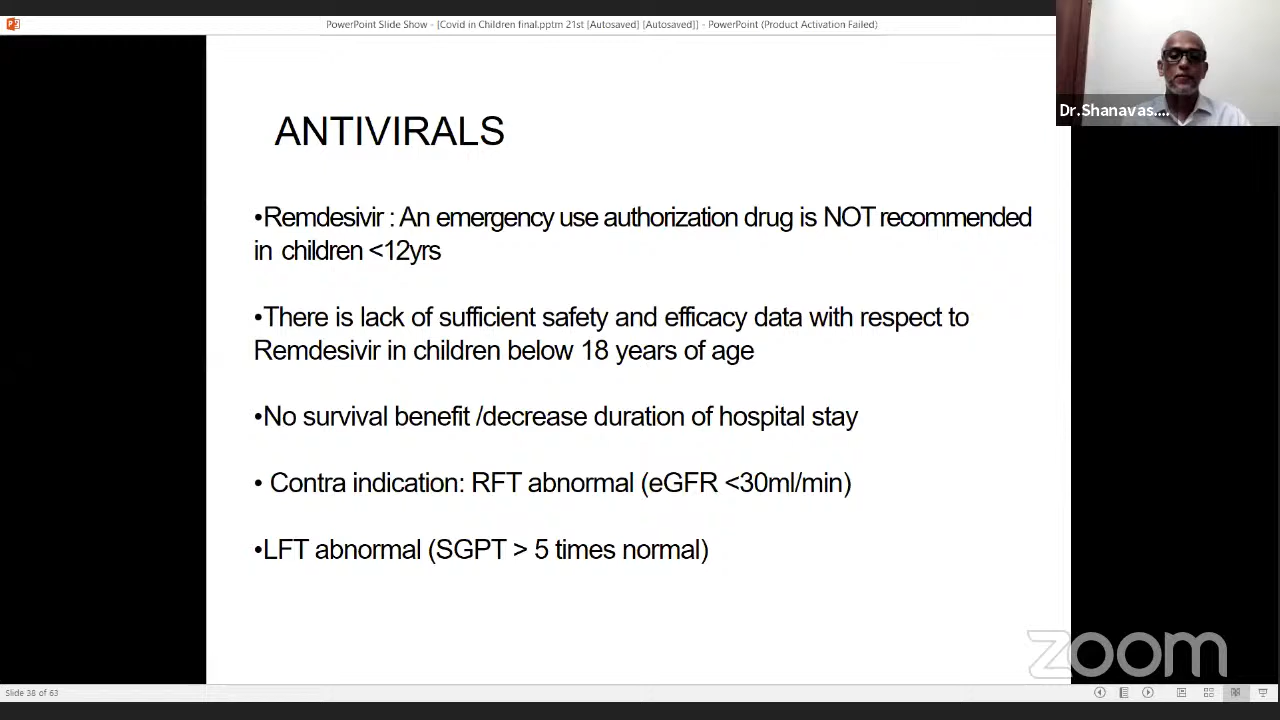 PowerPoint Slide Show - [Covid in Children final.pptm 21st [Autosaved] [Autosaved]] - PowerPoint (Product Activation Failed)
Dr.Shanavas....
ANTIVIRALS
•Remdesivir : An emergency use authorization drug is NOT recommended
in children <12yrs
•There is lack of sufficient safety and efficacy data with respect to
Remdesivir in children below 18 years of age
•No survival benefit /decrease duration of hospital stay
• Contra indication: RFT abnormal (eGFR <30ml/min)
•LFT abnormal (SGPT > 5 times normal)
zoom
Slide 38 of 63